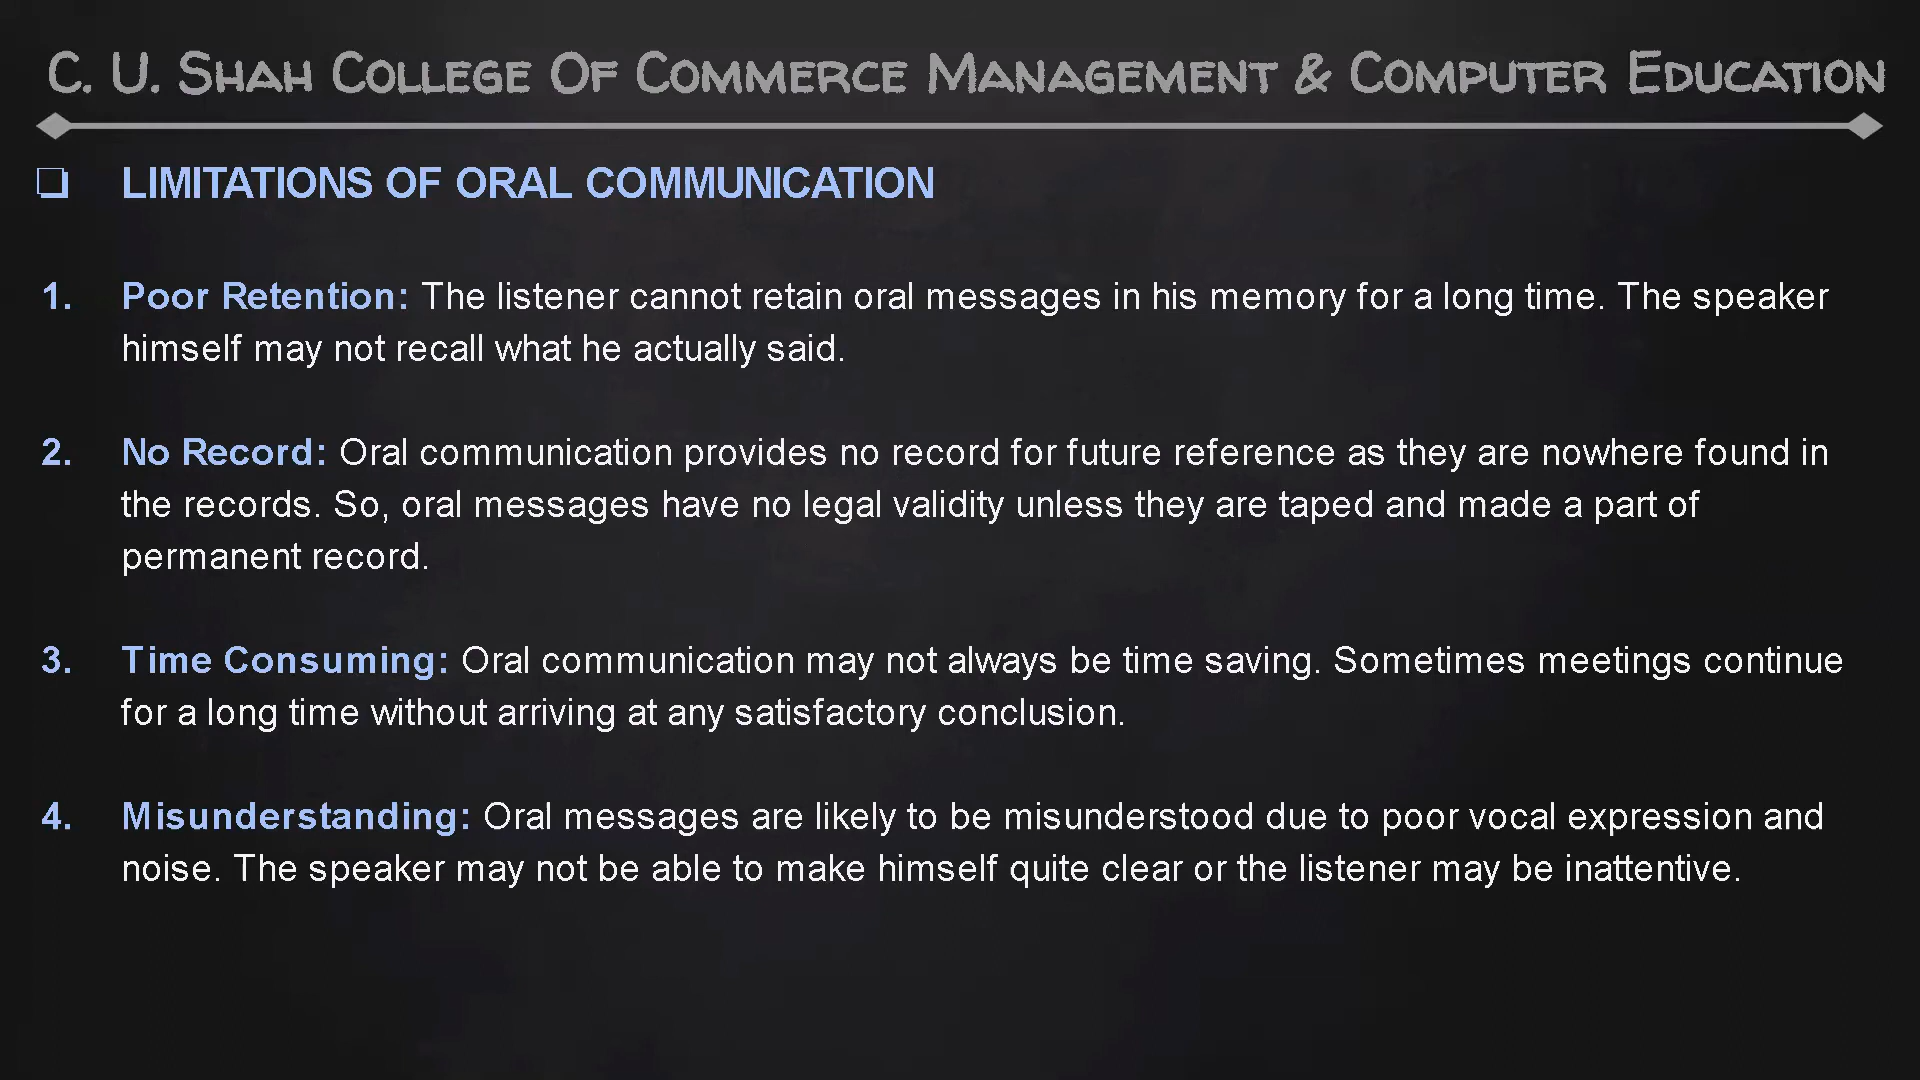 C. U. Shah College Of Commerce Management & Computer Education
❏ LIMITATIONS OF ORAL COMMUNICATION
1. Poor Retention: The listener cannot retain oral messages in his memory for a long time. The speaker
himself may not recall what he actually said.
2. No Record: Oral communication provides no record for future reference as they are nowhere found in
the records. So, oral messages have no legal validity unless they are taped and made a part of
permanent record.
3. Time Consuming: Oral communication may not always be time saving. Sometimes meetings continue
for a long time without arriving at any satisfactory conclusion.
4. Misunderstanding: Oral messages are likely to be misunderstood due to poor vocal expression and
noise. The speaker may not be able to make himself quite clear or the listener may be inattentive.